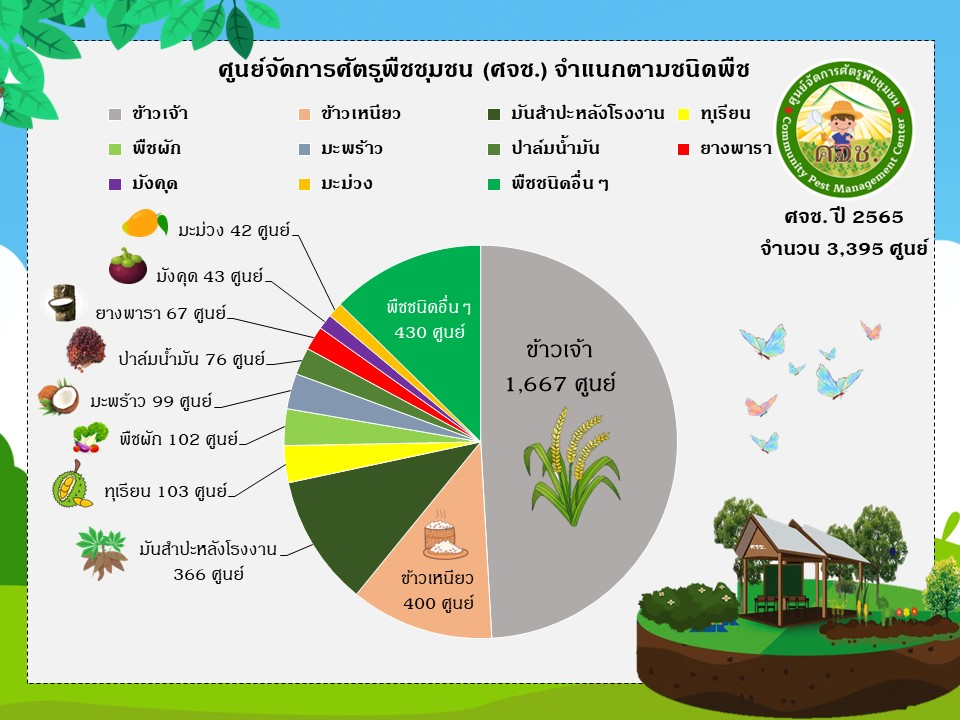 ศูนย์จัดการศัตรูพืชชุมชน (ศจช.) จำแนกตามชนิดพืช
ข้าวเจ้า
ข้าวเหนียว
มันสำปะหลังโรงงาน
ทุเรียน
พืชผัก
มะพร้าว
ปาล์มน้ำมัน
ยางพารา
มังคุด
มะม่วง
พืชชนิดอื่น ๆ
ศูนย์จัดการศัตรูพืชชุมชน
ศจช.
Community Pest Management Center
ศจช. ปี 2565
จำนวน 3,395 ศูนย์
มะม่วง 42 ศูนย์
มังคุด 43 ศูนย์
ยางพารา 67 ศูนย์
ปาล์มน้ำมัน 76 ศูนย์
มะพร้าว 99 ศูนย์
พืชผัก 102 ศูนย์
ทุเรียน 103 ศูนย์
มันสำปะหลังโรงงาน
366 ศูนย์
พืชชนิดอื่น ๆ
430 ศูนย์
ข้าวเจ้า
1,667 ศูนย์
ข้าวเหนียว
400 ศูนย์
ศจช.